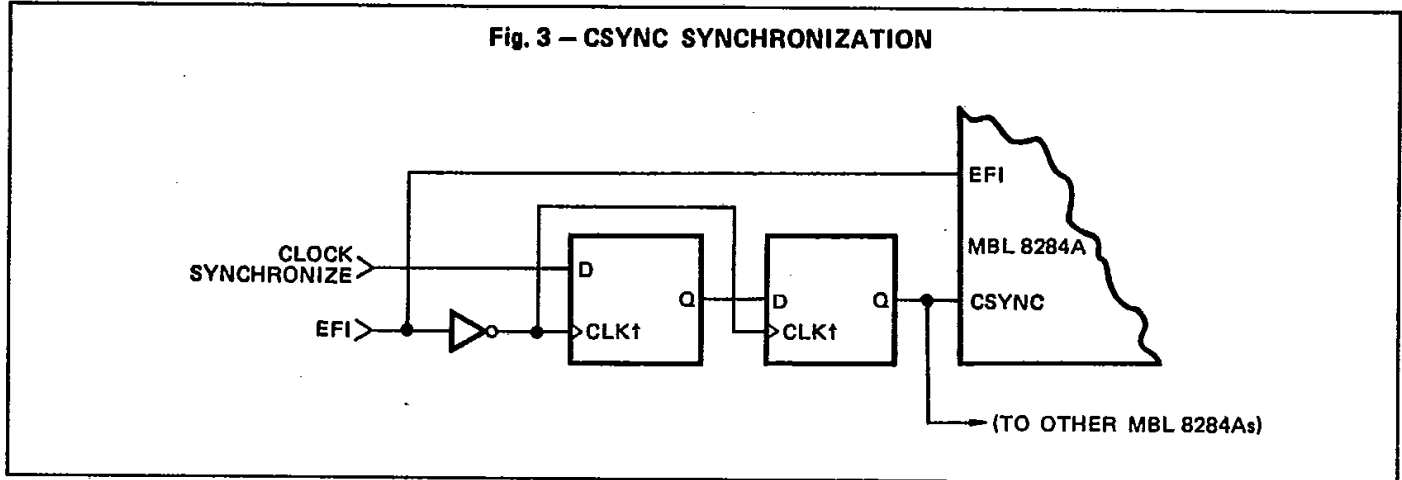 Fig. 3 – CSYNC SYNCHRONIZATION
EFI
MBL 8284A
CLOCK
SYNCHRONIZE
D
Q
D
Q
CSYNC
EFI
CLK↑
CLK↑
(TO OTHER MBL 8284As)